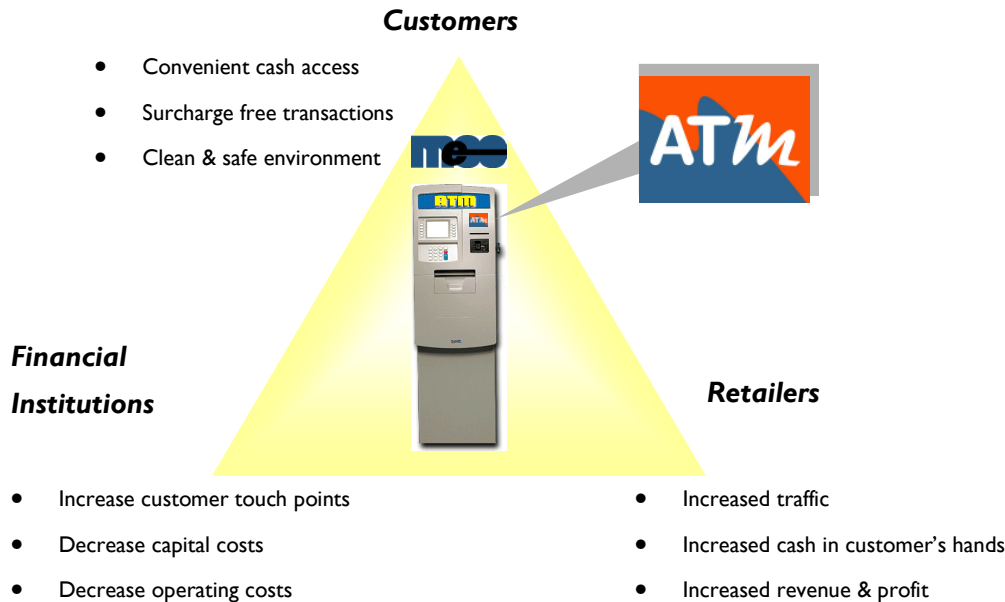 Customers
• Convenient cash access
• Surcharge free transactions
• Clean & safe environment
ATM
ATM
ATM
Financial
Institutions
Retailers
• Increase customer touch points
• Decrease capital costs
• Decrease operating costs
• Increased traffic
• Increased cash in customer’s hands
• Increased revenue & profit